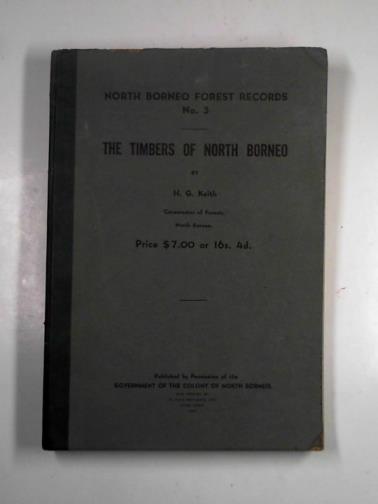 NORTH BORNEO FOREST RECORDS
No. 3
THE TIMBERS OF NORTH BORNEO
BY
H. G. Keith
Conservator of Forests,
North Borneo.
Price $7.00 or 16s. 4d.
Published by Permission of the
GOVERNMENT OF THE COLONY OF NORTH BORNEO.